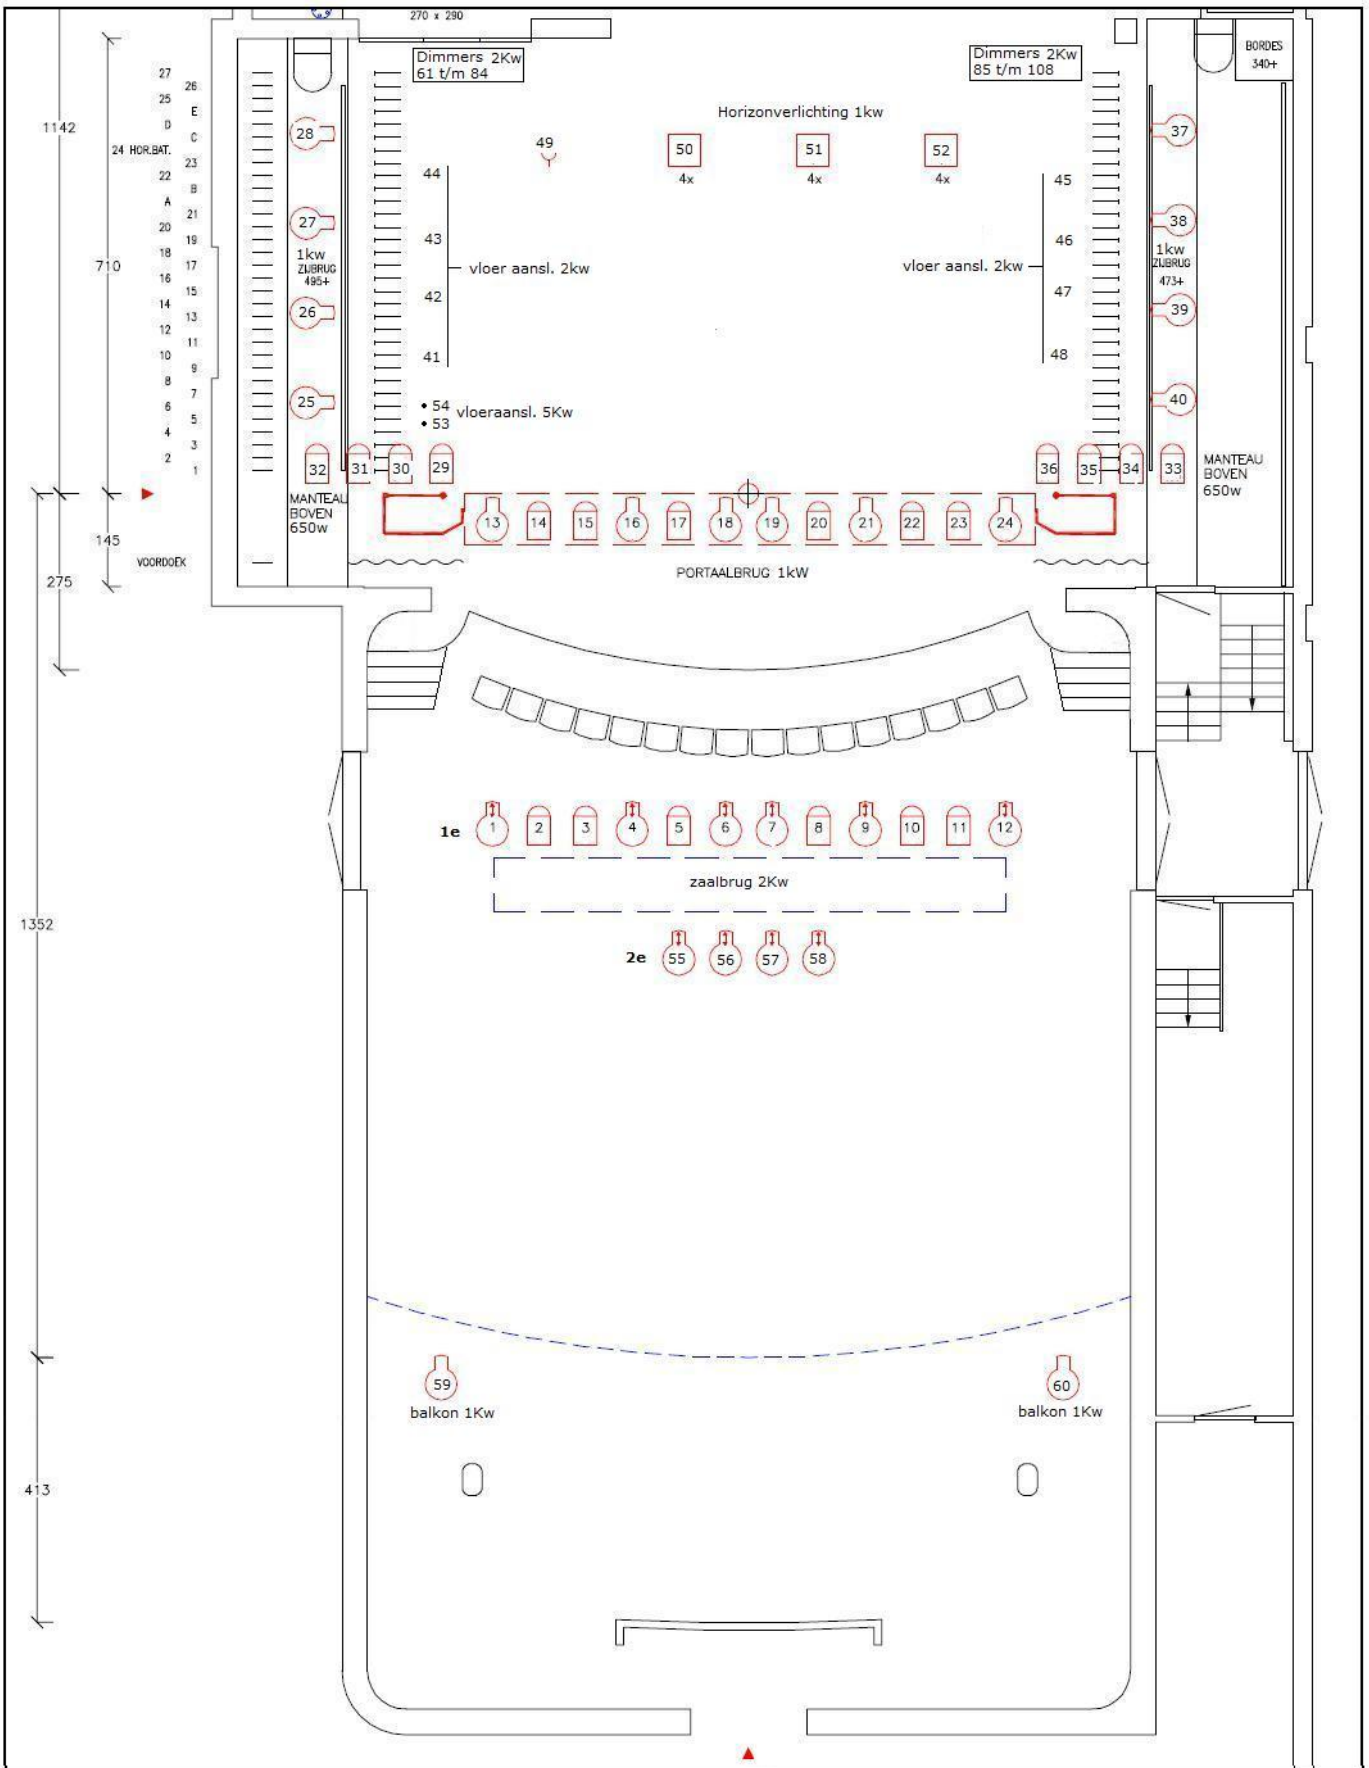 270 x 290
Dimmers 2Kw
61 t/m 84
Dimmers 2Kw
85 t/m 108
BORDES
340+
27
26
25
E
D
C
24 HOR.BAT.
23
22
B
A
21
20
19
18
17
16
15
14
13
12
11
10
9
8
7
6
5
4
3
2
1
VOORDOEK
1142
710
145
275
1352
413
Horizonverlichting 1kw
49
50
51
52
4x
4x
4x
28
27
1kw
ZIJBRUG
495+
26
25
37
38
1kw
ZIJBRUG
473+
39
40
44
43
42
41
vloer aansl. 2kw
45
46
47
48
vloer aansl. 2kw
54
53
vloeraansl. 5Kw
32
31
30
29
36
35
34
33
MANTEAU
BOVEN
650w
MANTEAU
BOVEN
650w
13
14
15
16
17
18
19
20
21
22
23
24
PORTAALBRUG 1kW
1e
1
2
3
4
5
6
7
8
9
10
11
12
zaalbrug 2Kw
2e
55
56
57
58
59
balkon 1Kw
60
balkon 1Kw